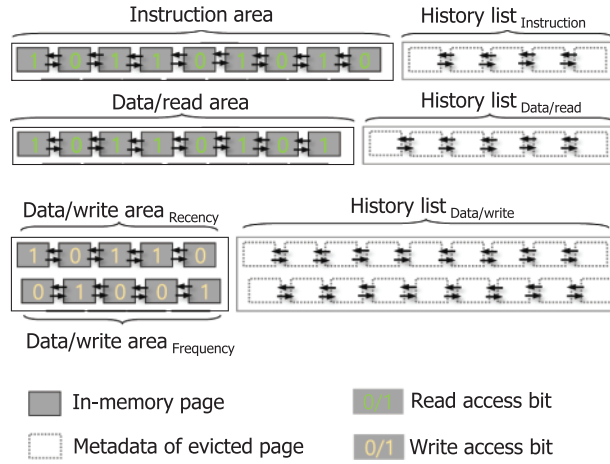 Instruction area
History list Instruction
1 0 1 1 0 1 0 1 0
Data/read area
History list Data/read
1 0 1 1 0 1 0 1
Data/write area Recency
History list Data/write
1 0 1 1 0
0 1 0 0 1
Data/write area Frequency
In-memory page
0/1 Read access bit
Metadata of evicted page
0/1 Write access bit